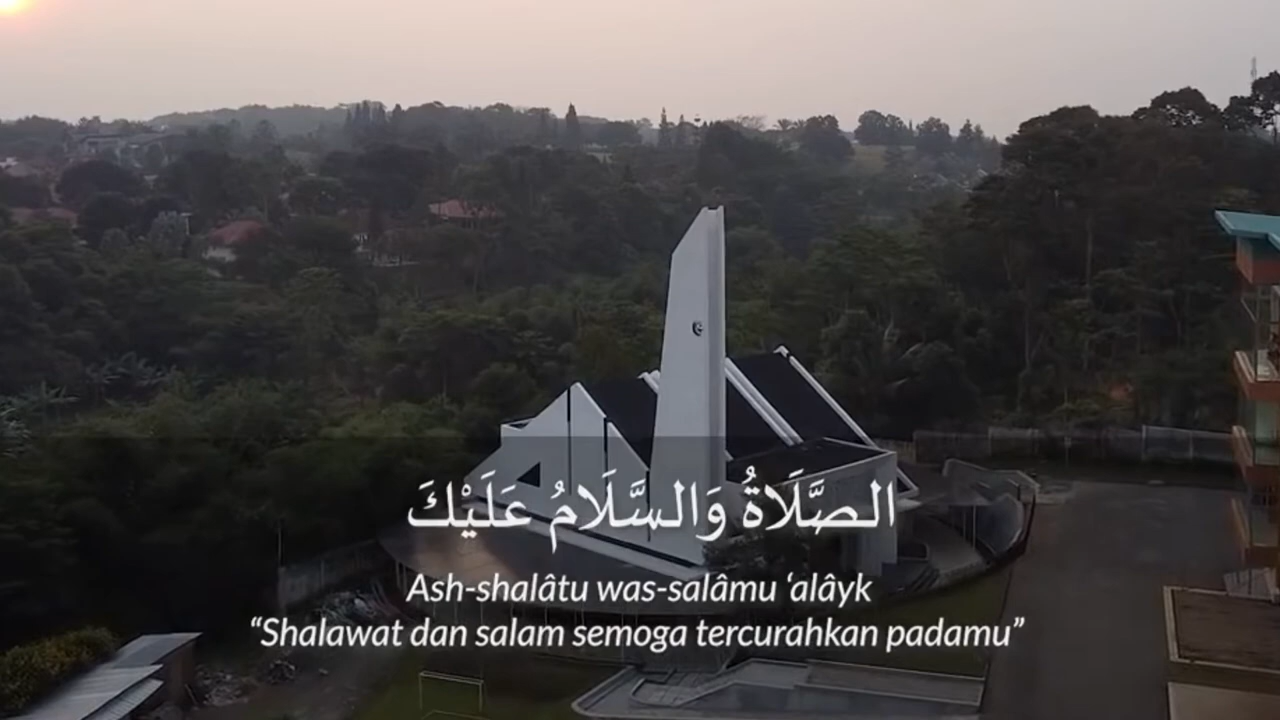 الصَّلَاةُ وَالسَّلَامُ عَلَيْكَ
Ash-shalâtu was-salâmu ‘alâyk
“Shalawat dan salam semoga tercurahkan padamu”